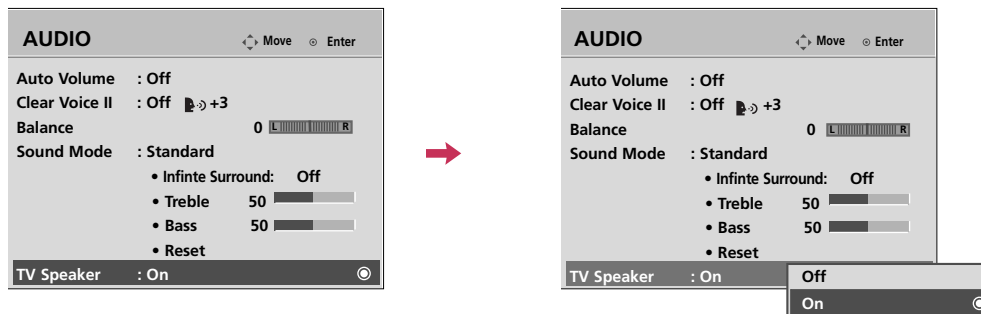 AUDIO Move Enter
Auto Volume : Off
Clear Voice II : Off +3
Balance 0 L R
Sound Mode : Standard
• Infinte Surround: Off
• Treble 50
• Bass 50
• Reset
TV Speaker : On
AUDIO Move Enter
Auto Volume : Off
Clear Voice II : Off +3
Balance 0 L R
Sound Mode : Standard
• Infinte Surround: Off
• Treble 50
• Bass 50
• Reset
TV Speaker : On
Off
On